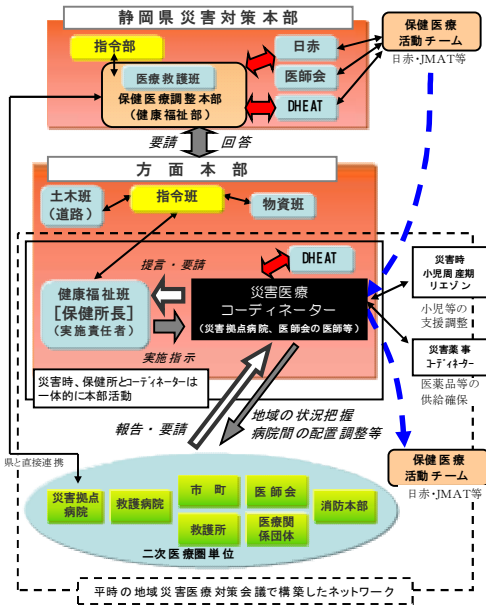 静岡県災害対策本部
指令部
医療救護班
保健医療調整本部
（健康福祉部）
日赤
医師会
DHEAT
保健医療
活動チーム
日赤・JMAT等
要請
回答
方面本部
土木班
（道路）
指令班
物資班
DHEAT
提言・要請
健康福祉班
［保健所長］
（実施責任者）
災害医療
コーディネーター
（災害拠点病院、医師会の医師等）
実施指示
災害時、保健所とコーディネーターは
一体的に本部活動
災害時
小児周産期
リエゾン
小児等の
支援調整
災害薬事
コーディネーター
医薬品等の
供給確保
報告・要請
地域の状況把握
病院間の配置調整等
県と直接連携
保健医療
活動チーム
日赤・JMAT等
災害拠点
病院
救護病院
市町
医師会
消防本部
救護所
医療関
係団体
二次医療圏単位
平時の地域災害医療対策会議で構築したネットワーク